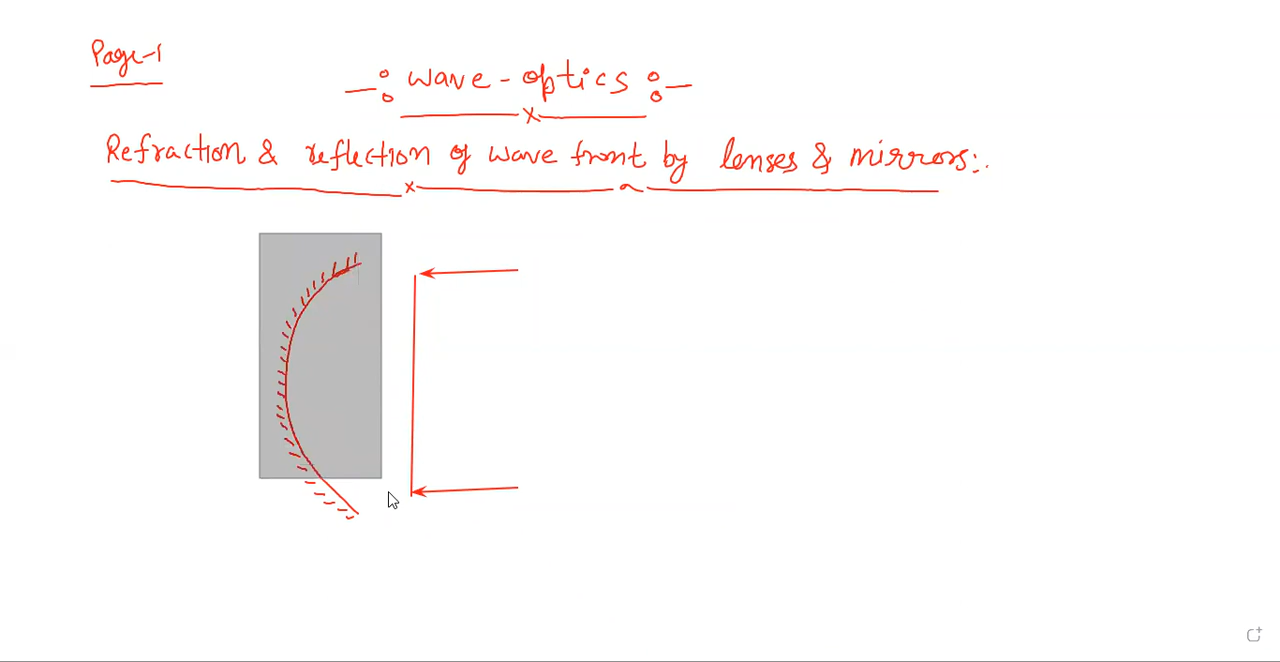 Page-1
wave-optics
Refraction & reflection of wave front by lenses & mirrors:.